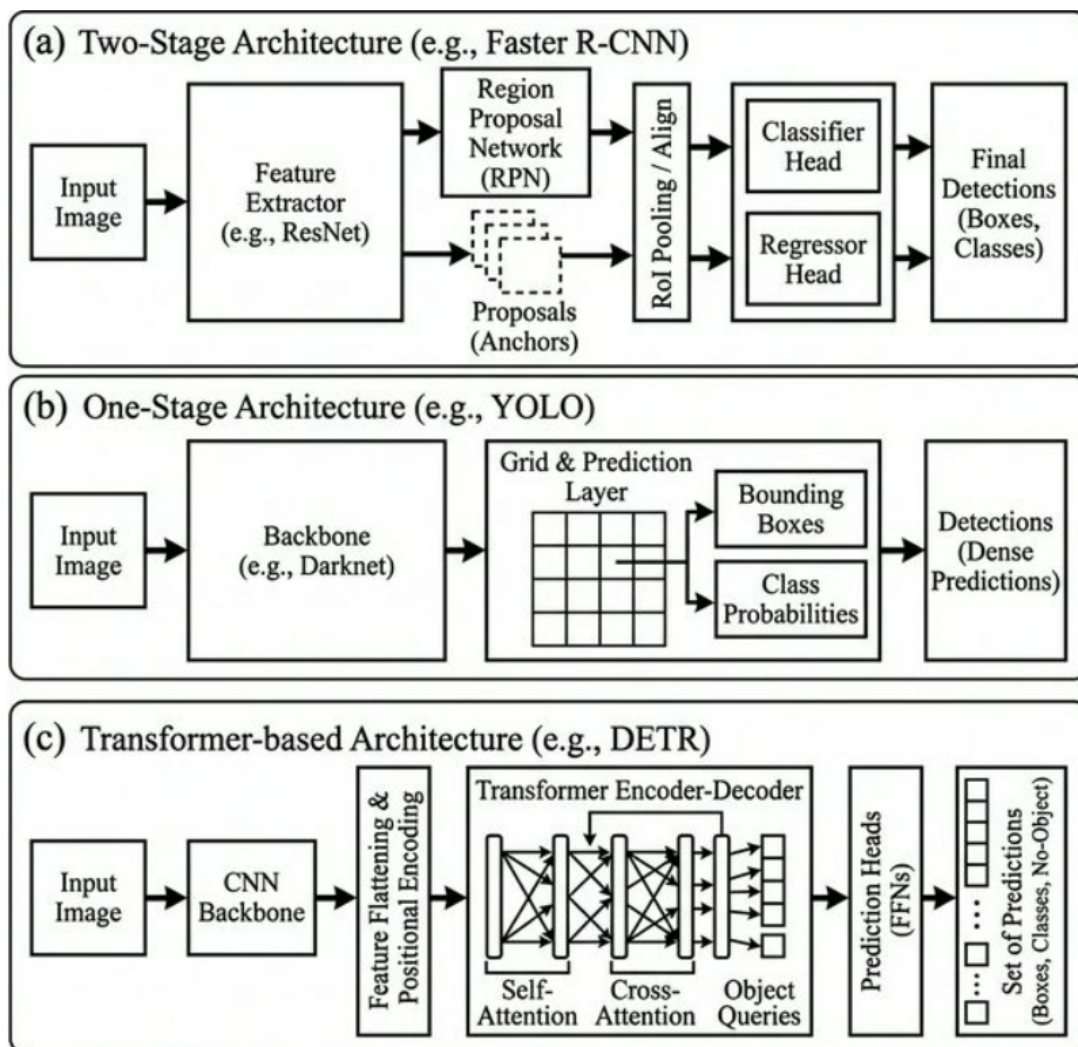 (a) Two-Stage Architecture (e.g., Faster R-CNN)
Input
Image
Feature
Extractor
(e.g., ResNet)
Region
Proposal
Network
(RPN)
Proposals
(Anchors)
RoI Pooling / Align
Classifier
Head
Regressor
Head
Final
Detections
(Boxes,
Classes)
(b) One-Stage Architecture (e.g., YOLO)
Input
Image
Backbone
(e.g., Darknet)
Grid & Prediction
Layer
Bounding
Boxes
Class
Probabilities
Detections
(Dense
Predictions)
(c) Transformer-based Architecture (e.g., DETR)
Input
Image
CNN
Backbone
Feature Flattening &
Positional Encoding
Transformer Encoder-Decoder
Self-
Attention
Cross-
Attention
Object
Queries
Prediction Heads
(FFNs)
Set of Predictions
(Boxes, Classes, No-Object)